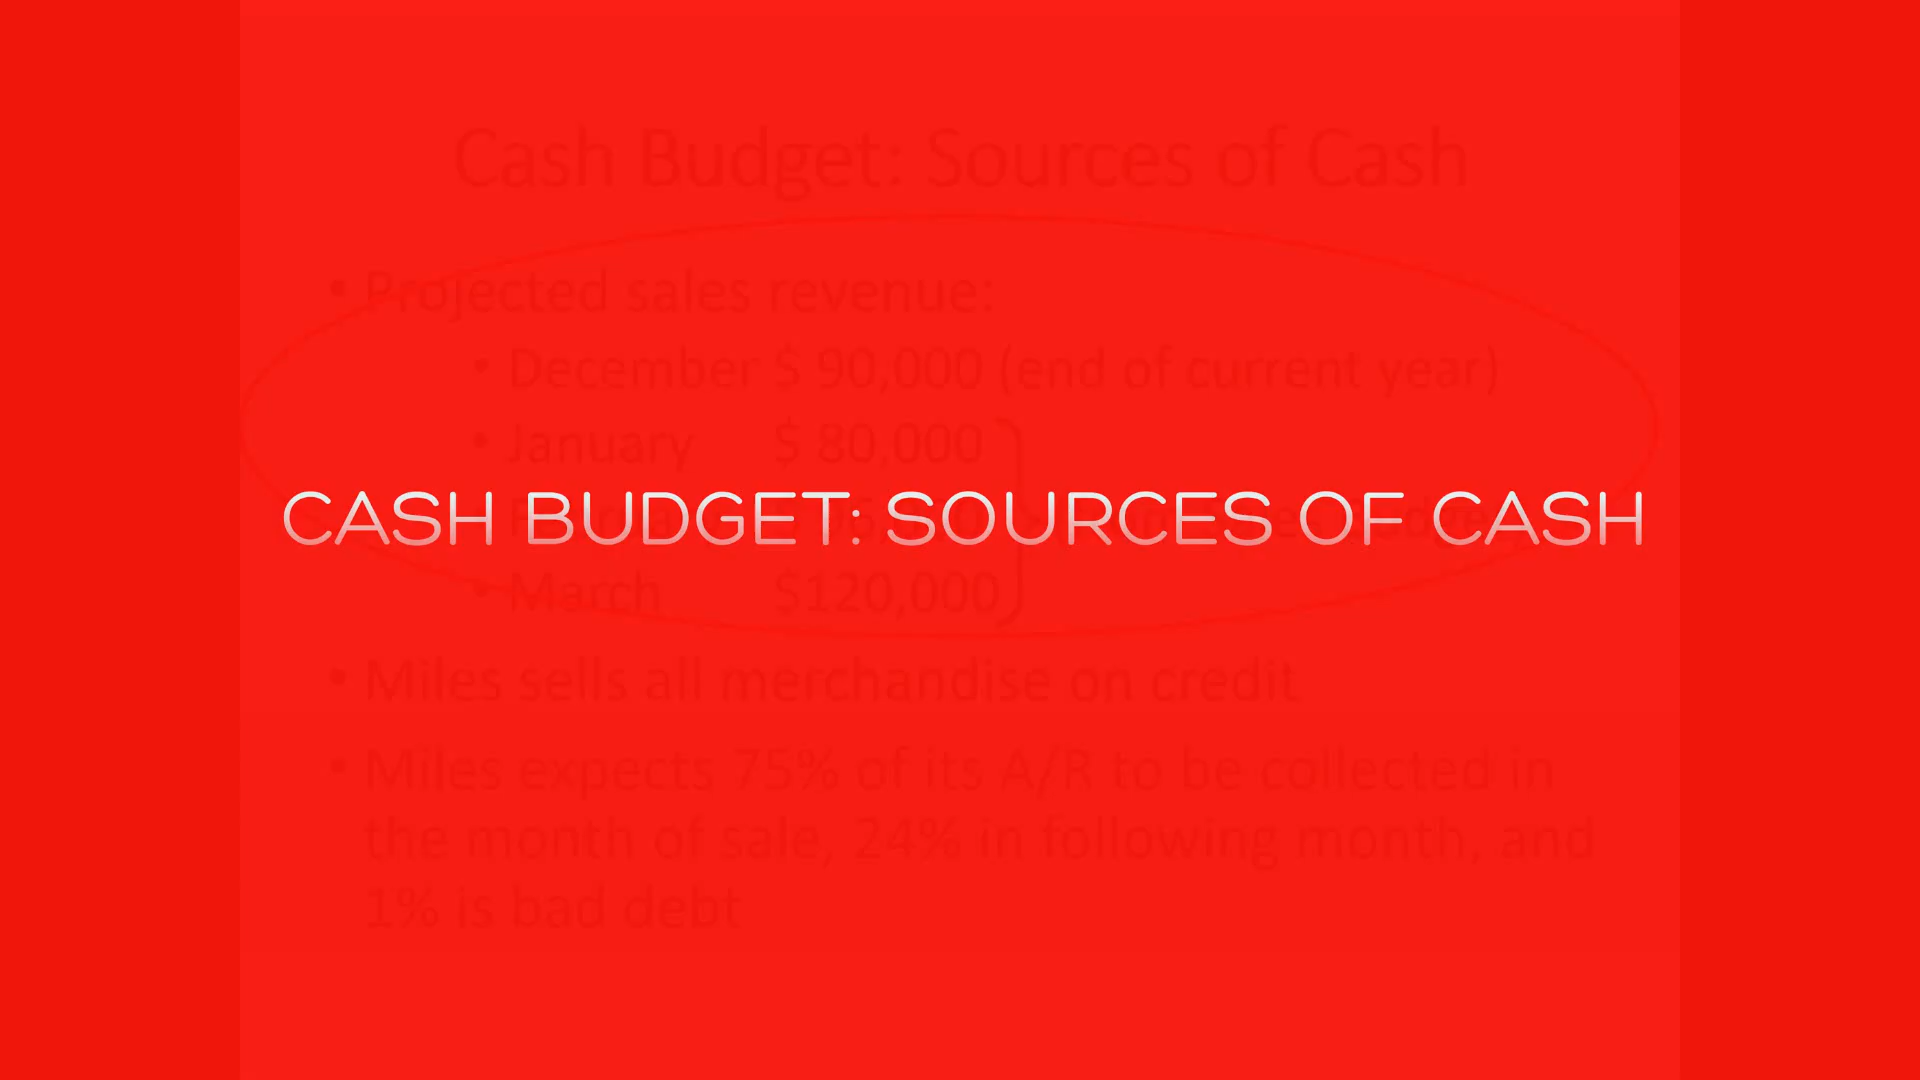 Cash Budget: Sources of Cash
• Projected sales revenue:
• December $ 90,000 (end of current year)
• January $ 80,000
CASH BUDGET: SOURCES OF CASH
• March $120,000
• Miles sells all merchandise on credit
• Miles expects 75% of its A/R to be collected in
the month of sale, 24% in following month, and
1% is bad debt